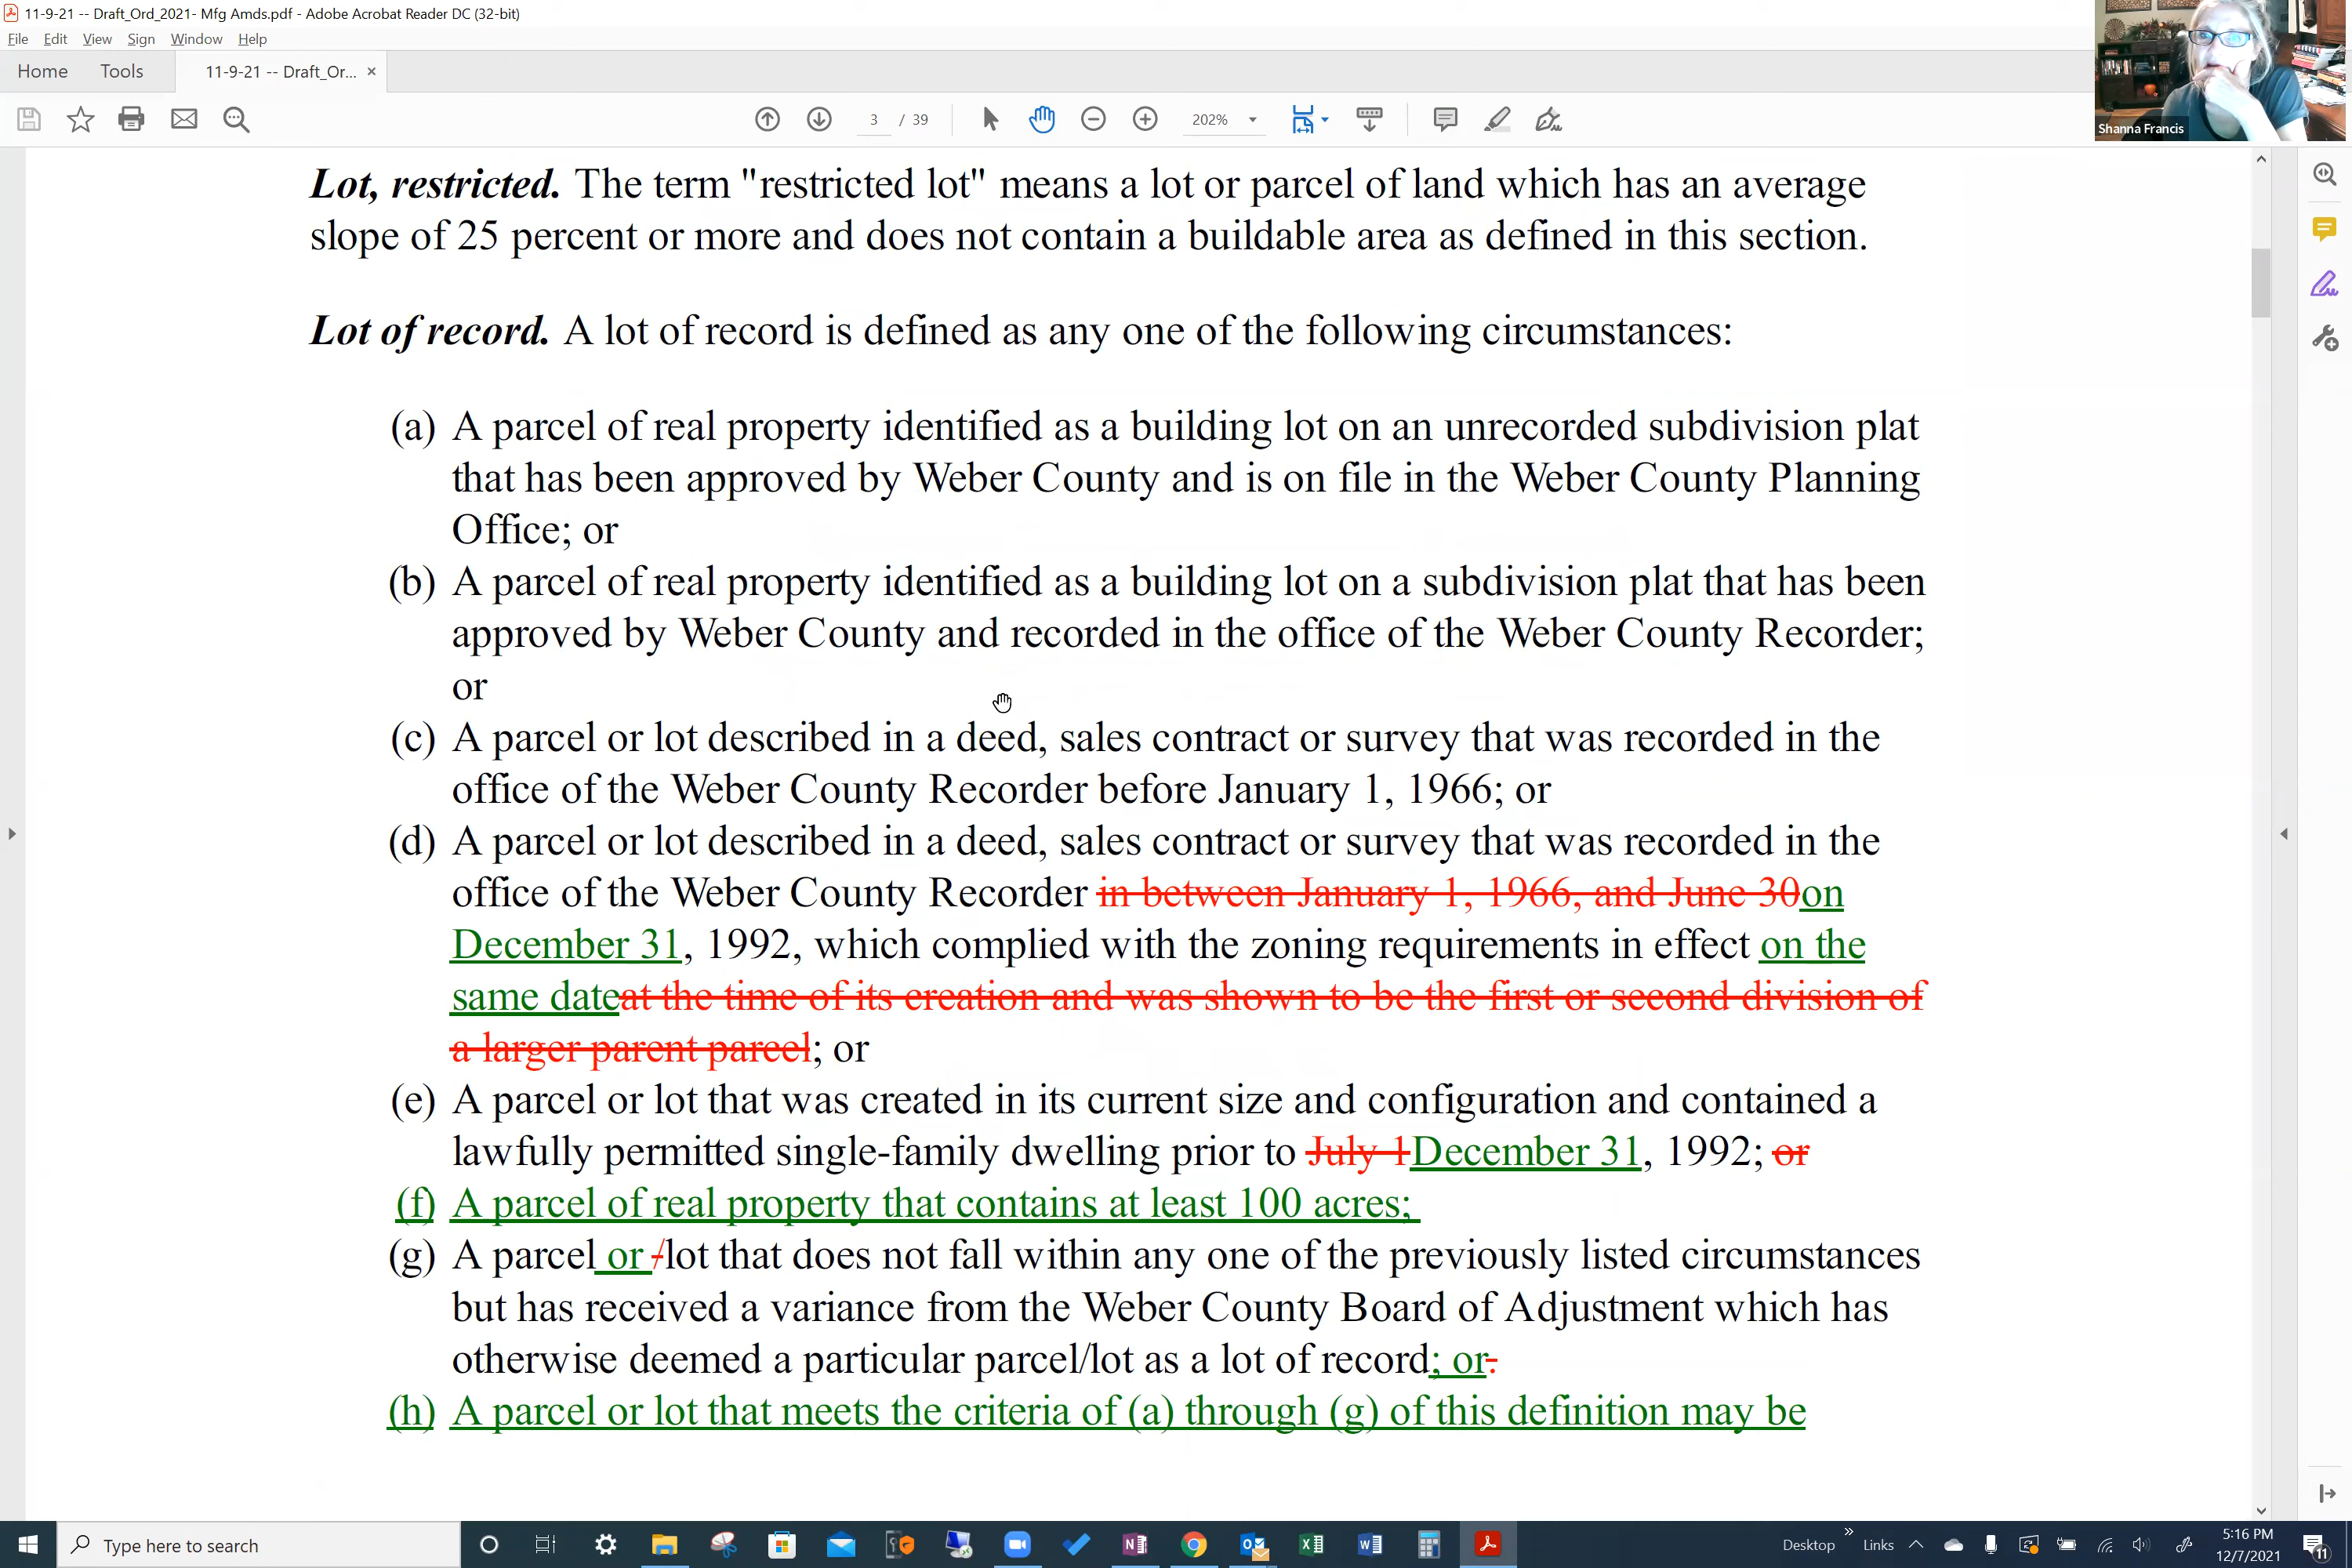 11-9-21 -- Draft_Ord_2021- Mfg Amds.pdf - Adobe Acrobat Reader DC (32-bit)
File Edit View Sign Window Help
Home Tools 11-9-21 -- Draft_Or... ×
3 / 39 202%
Shanna Francis
Lot, restricted. The term "restricted lot" means a lot or parcel of land which has an average
slope of 25 percent or more and does not contain a buildable area as defined in this section.
Lot of record. A lot of record is defined as any one of the following circumstances:
(a) A parcel of real property identified as a building lot on an unrecorded subdivision plat
that has been approved by Weber County and is on file in the Weber County Planning
Office; or
(b) A parcel of real property identified as a building lot on a subdivision plat that has been
approved by Weber County and recorded in the office of the Weber County Recorder;
or
(c) A parcel or lot described in a deed, sales contract or survey that was recorded in the
office of the Weber County Recorder before January 1, 1966; or
(d) A parcel or lot described in a deed, sales contract or survey that was recorded in the
office of the Weber County Recorder in between January 1, 1966, and June 30on
December 31, 1992, which complied with the zoning requirements in effect on the
same dateat the time of its creation and was shown to be the first or second division of
a larger parent parcel; or
(e) A parcel or lot that was created in its current size and configuration and contained a
lawfully permitted single-family dwelling prior to July 1December 31, 1992; or
(f) A parcel of real property that contains at least 100 acres;
(g) A parcel or /lot that does not fall within any one of the previously listed circumstances
but has received a variance from the Weber County Board of Adjustment which has
otherwise deemed a particular parcel/lot as a lot of record; or.
(h) A parcel or lot that meets the criteria of (a) through (g) of this definition may be
Type here to search
Desktop » Links
5:16 PM
12/7/2021
11